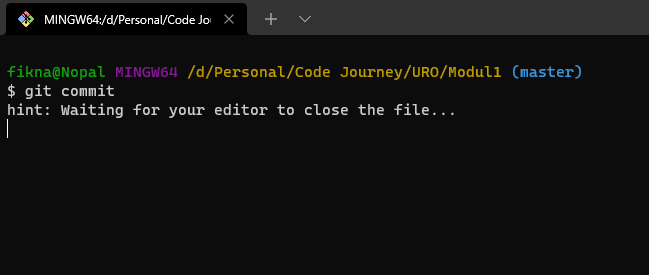 MINGW64:/d/Personal/Code Jou
fikna@Nopal MINGW64 /d/Personal/Code Journey/URO/Modul1 (master)
$ git commit
hint: Waiting for your editor to close the file...